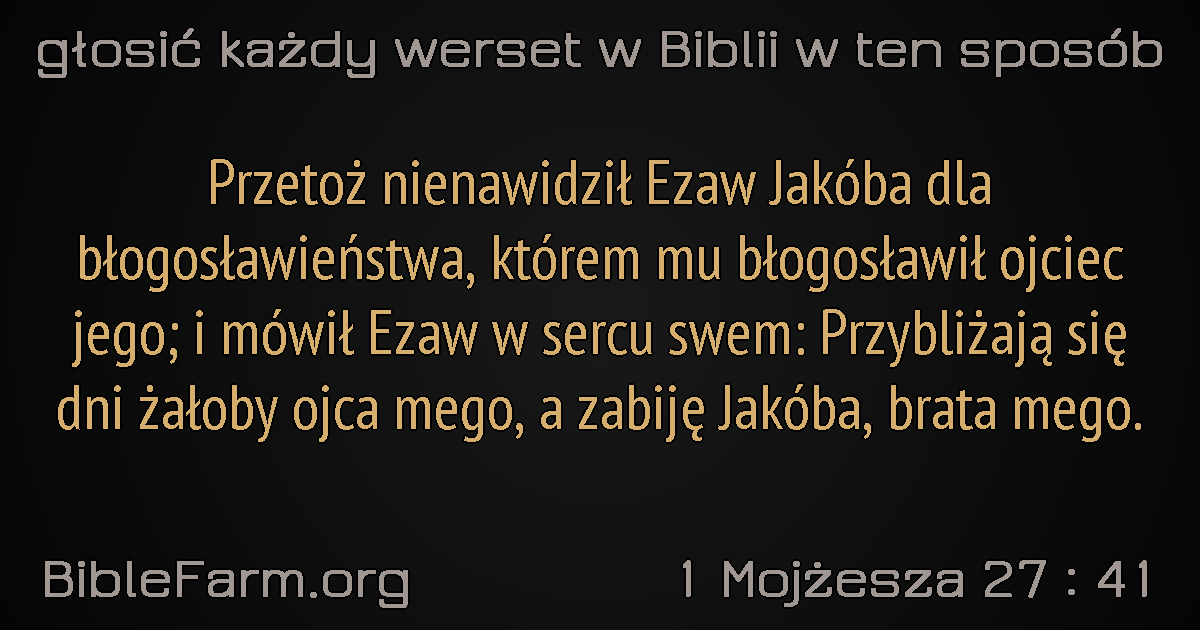 głosić każdy werset w Biblii w ten sposób
Przetoż nienawidził Ezaw Jakóba dla
błogosławieństwa, którem mu błogosławił ojciec
jego; i mówił Ezaw w sercu swem: Przybliżają się
dni żałoby ojca mego, a zabiję Jakóba, brata mego.
BibleFarm.org
1 Mojżesza 27 : 41